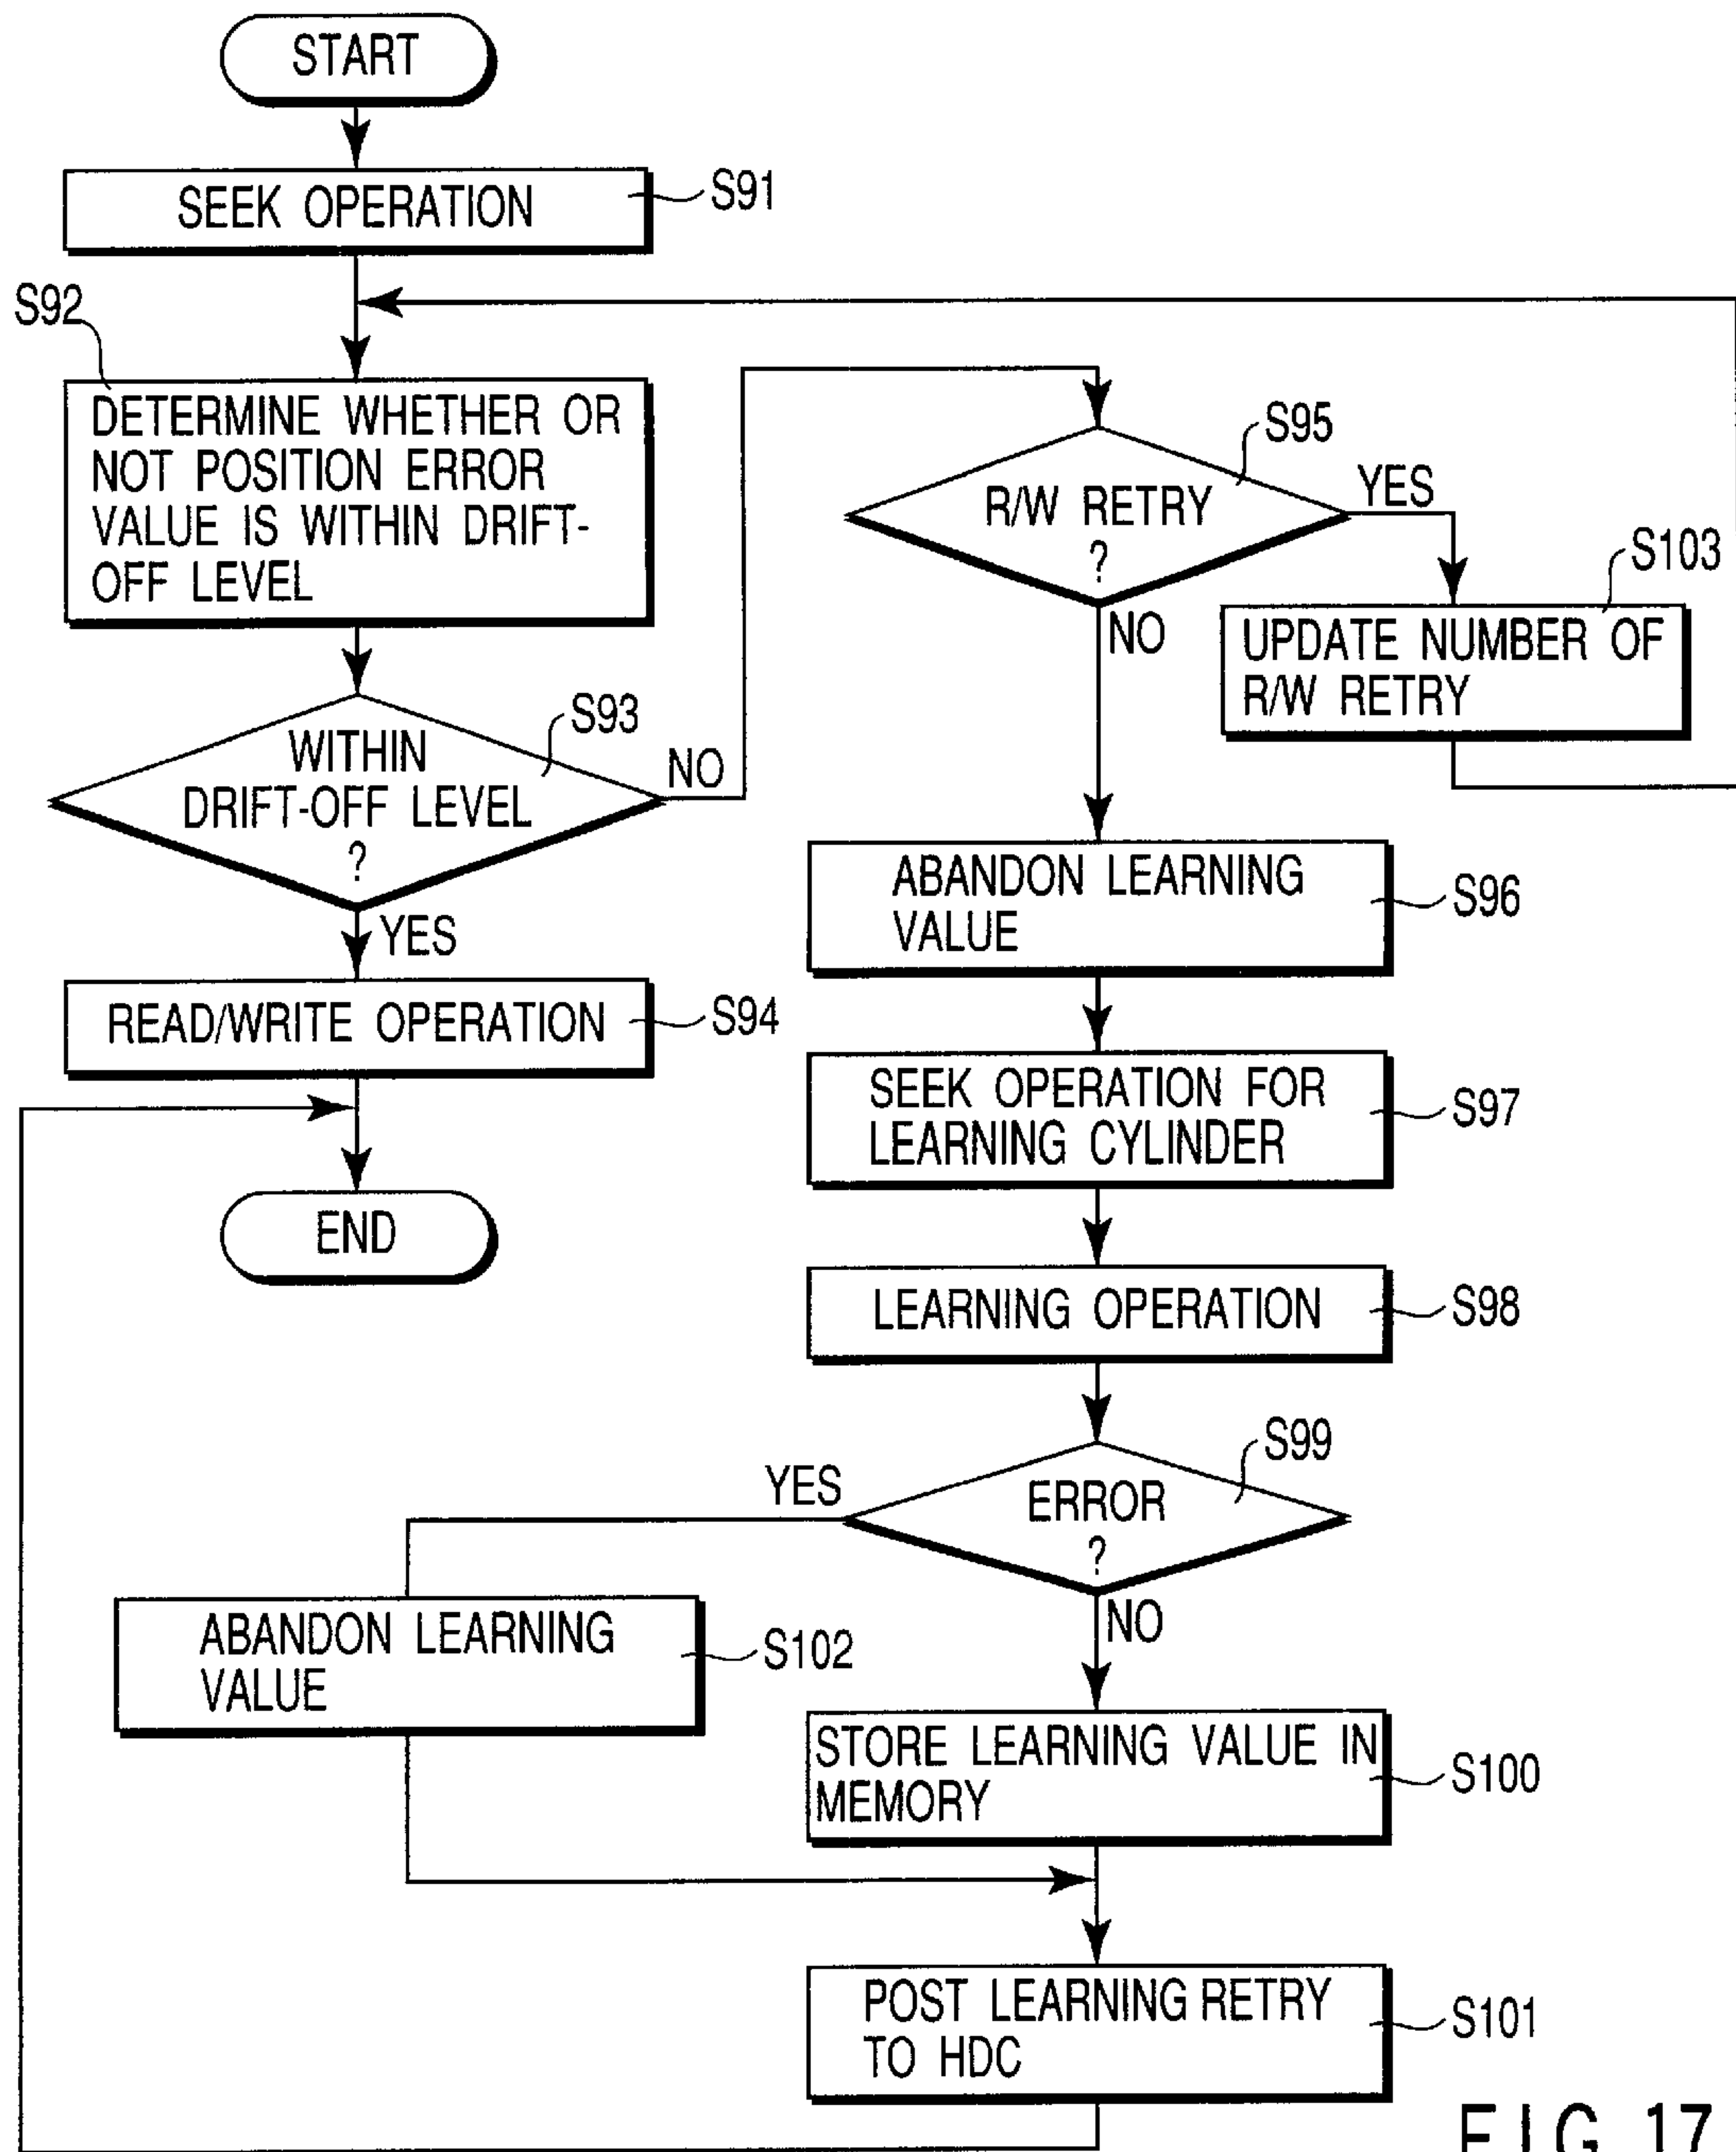 START
SEEK OPERATION
S91
S92
DETERMINE WHETHER OR
NOT POSITION ERROR
VALUE IS WITHIN DRIFT-
OFF LEVEL
WITHIN
DRIFT-OFF LEVEL
?
S93
NO
YES
READ/WRITE OPERATION
S94
END
R/W RETRY
?
S95
YES
NO
UPDATE NUMBER OF
R/W RETRY
S103
ABANDON LEARNING
VALUE
S96
SEEK OPERATION FOR
LEARNING CYLINDER
S97
LEARNING OPERATION
S98
ERROR
?
S99
YES
NO
ABANDON LEARNING
VALUE
S102
STORE LEARNING VALUE IN
MEMORY
S100
POST LEARNING RETRY
TO HDC
S101
FIG 17